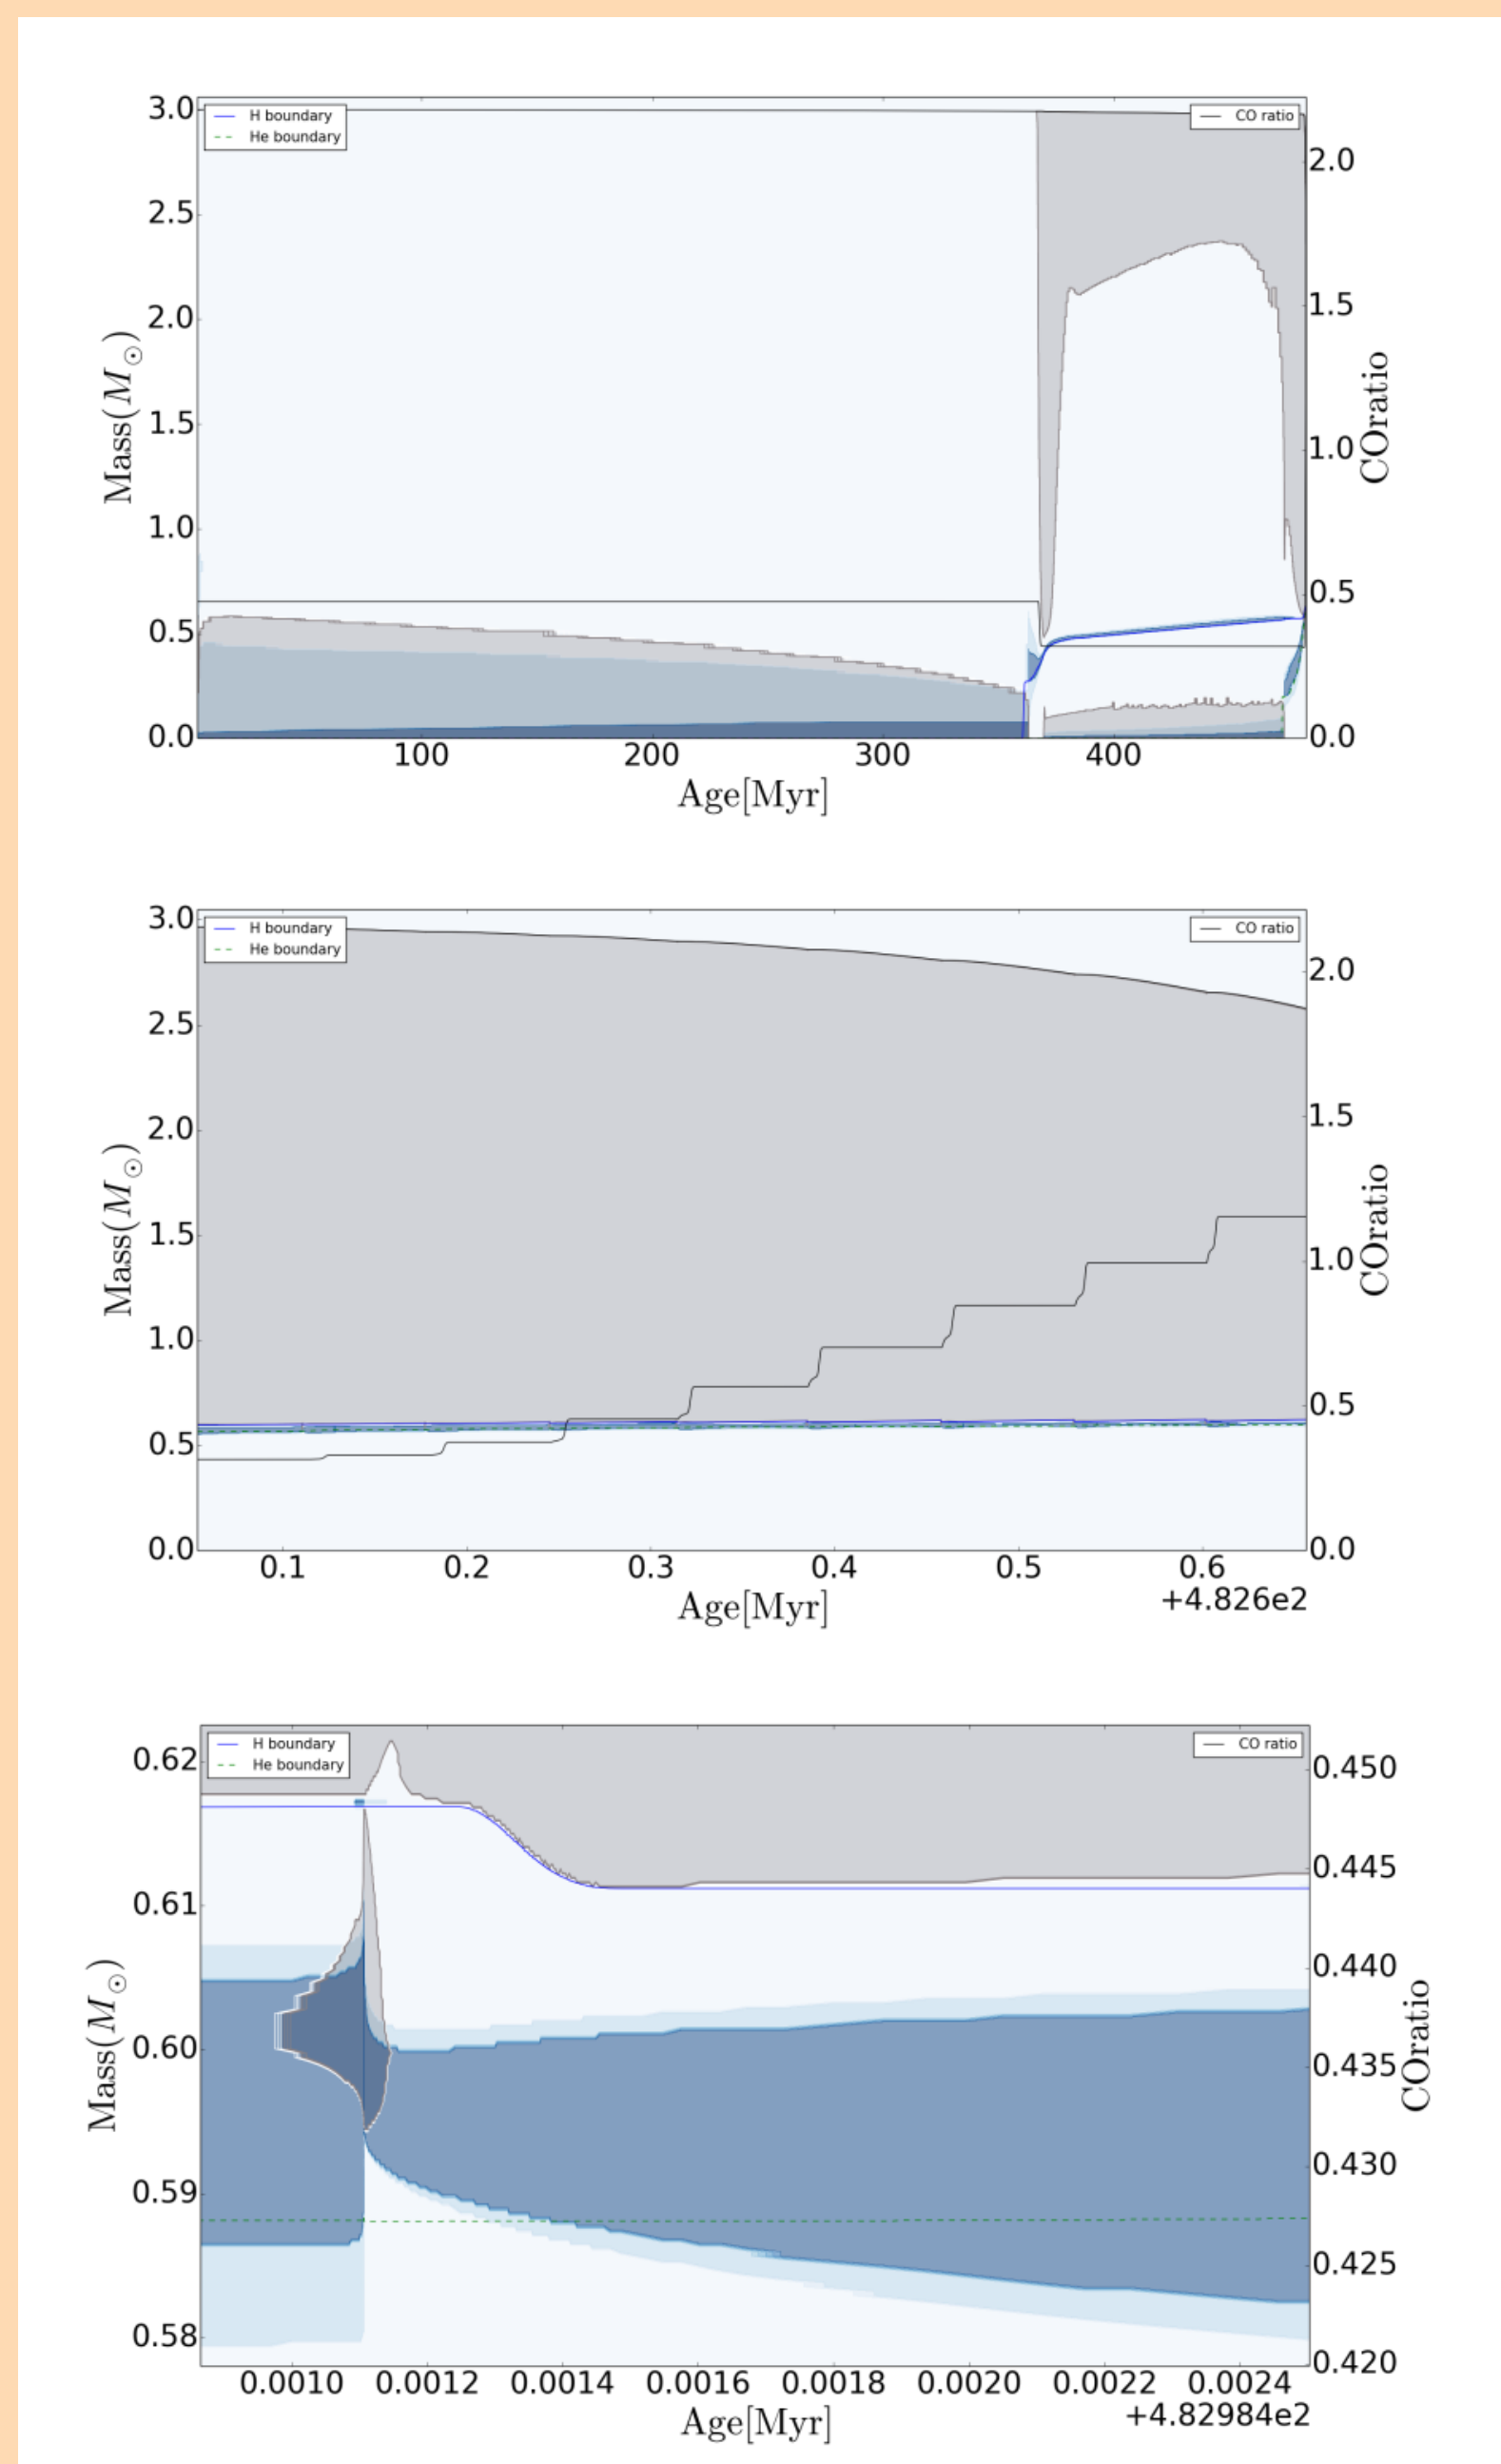 H boundary
He boundary
CO ratio
3.0
2.5
2.0
1.5
1.0
0.5
0.0
Mass(M⊙)
2.0
1.5
1.0
0.5
0.0
COratio
100 200 300 400
Age[Myr]
H boundary
He boundary
CO ratio
3.0
2.5
2.0
1.5
1.0
0.5
0.0
Mass(M⊙)
2.0
1.5
1.0
0.5
0.0
COratio
0.1 0.2 0.3 0.4 0.5 0.6
+4.826e2
Age[Myr]
H boundary
He boundary
CO ratio
0.62
0.61
0.60
0.59
0.58
Mass(M⊙)
0.450
0.445
0.440
0.435
0.430
0.425
0.420
COratio
0.0010 0.0012 0.0014 0.0016 0.0018 0.0020 0.0022 0.0024
+4.82984e2
Age[Myr]